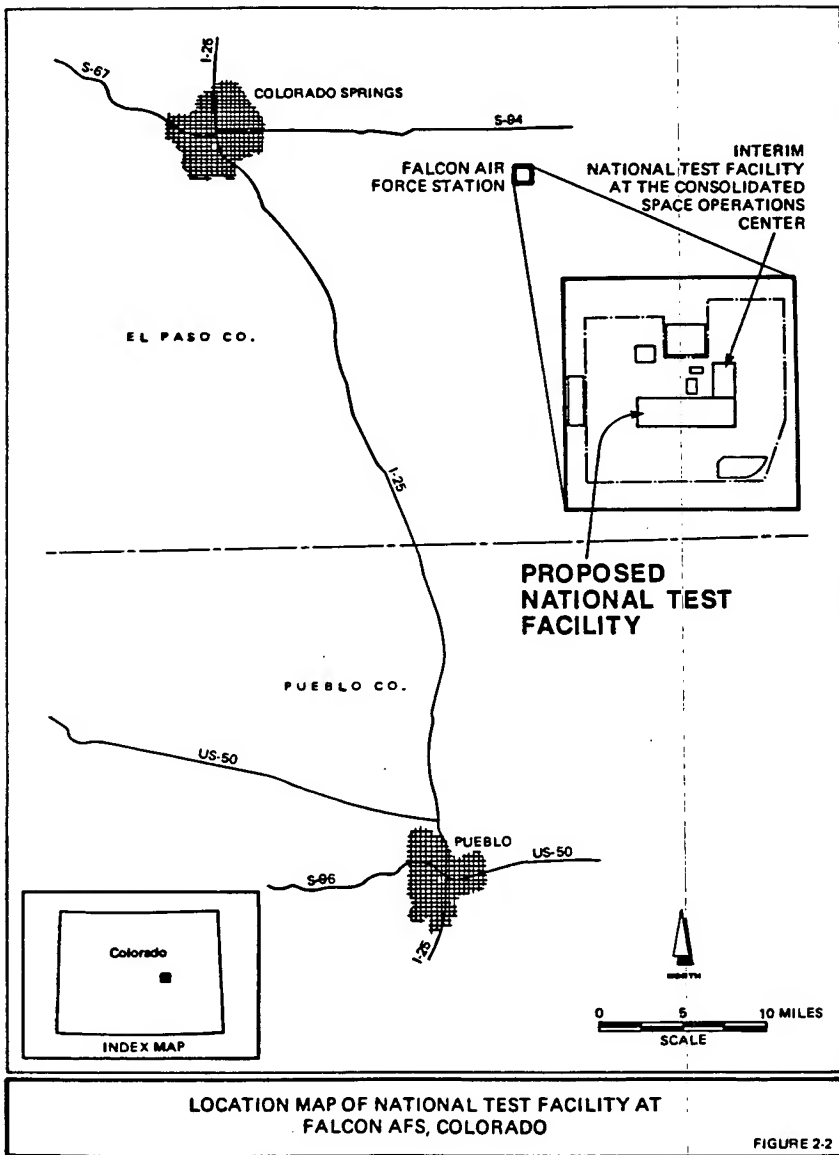 I-25
S-67
COLORADO SPRINGS
S-94
FALCON AIR
FORCE STATION
INTERIM
NATIONAL TEST FACILITY
AT THE CONSOLIDATED
SPACE OPERATIONS
CENTER
EL PASO CO.
I-25
PROPOSED
NATIONAL TEST
FACILITY
PUEBLO CO.
US-50
PUEBLO
US-50
S-96
I-25
Colorado
INDEX MAP
NORTH
0 5 10 MILES
SCALE
LOCATION MAP OF NATIONAL TEST FACILITY AT
FALCON AFS, COLORADO
FIGURE 2-2